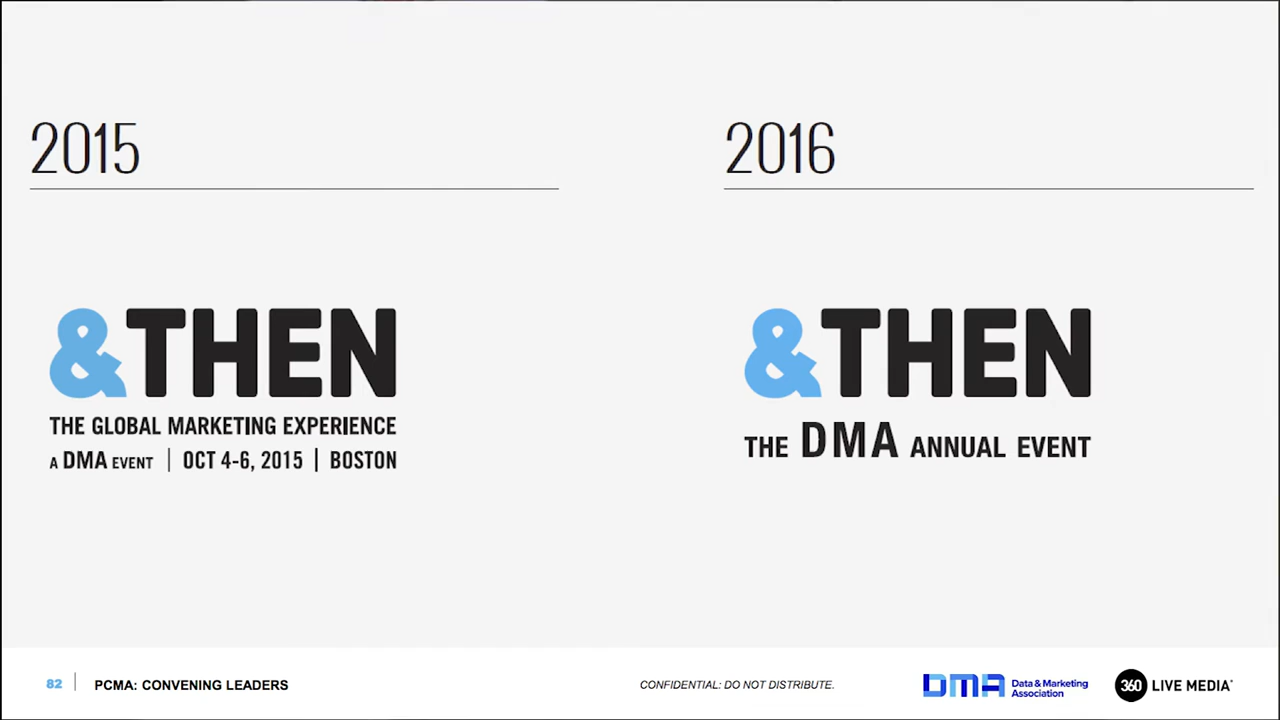 2015
&THEN
THE GLOBAL MARKETING EXPERIENCE
A DMA EVENT | OCT 4-6, 2015 | BOSTON
2016
&THEN
THE DMA ANNUAL EVENT
82 | PCMA: CONVENING LEADERS
CONFIDENTIAL: DO NOT DISTRIBUTE.
DMA Data & Marketing
Association
360 LIVE MEDIA